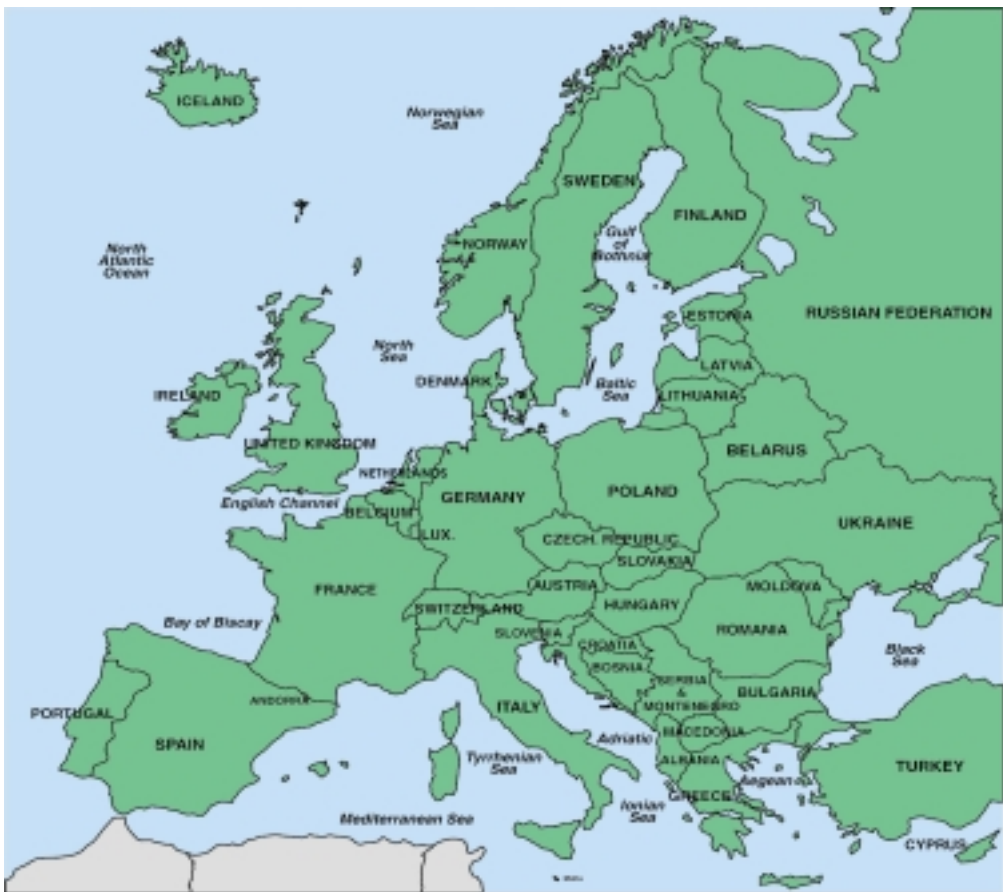 ICELAND
Norwegian
Sea
SWEDEN
FINLAND
Gulf
of
Bothnia
NORWAY
North
Atlantic
Ocean
RUSSIAN FEDERATION
ESTONIA
North
Sea
LATVIA
DENMARK
Baltic
Sea
IRELAND
LITHUANIA
UNITED KINGDOM
BELARUS
NETHERLANDS
GERMANY
POLAND
English Channel
BELGIUM
UKRAINE
LUX.
CZECH. REPUBLIC
SLOVAKIA
FRANCE
AUSTRIA
MOLDOVA
SWITZERLAND
HUNGARY
Bay of Biscay
SLOVENIA
ROMANIA
CROATIA
Black
Sea
BOSNIA
SERBIA
&
MONTENEGRO
BULGARIA
ANDORRA
PORTUGAL
ITALY
SPAIN
MACEDONIA
Adriatic
ALBANIA
Tyrrhenian
Sea
TURKEY
Aegean
GREECE
Ionian
Sea
Mediterranean Sea
CYPRUS